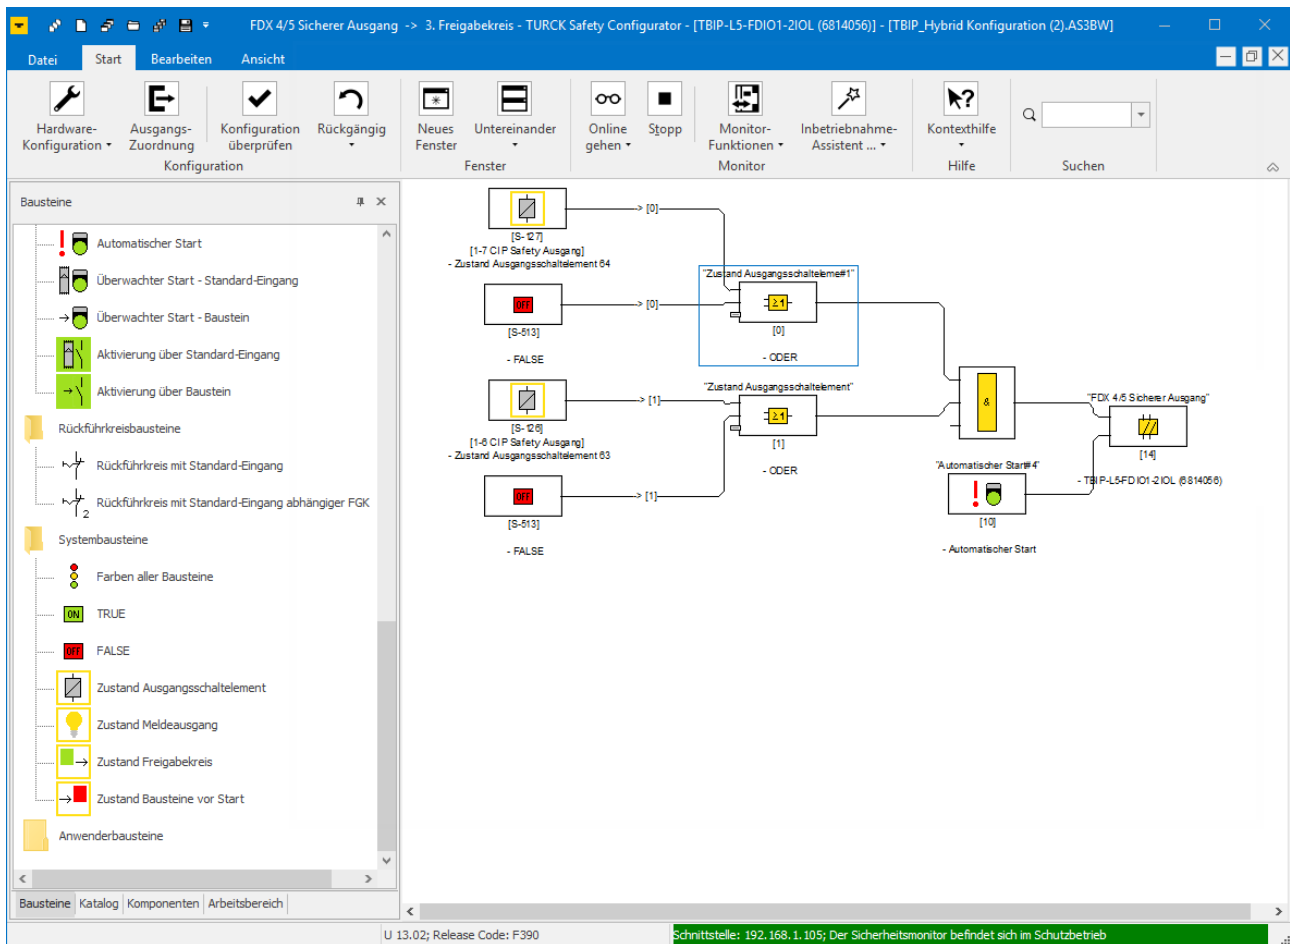 FDX 4/5 Sicherer Ausgang -> 3. Freigabekreis - TURCK Safety Configurator - [TBIP-L5-FDIO1-2IOL (6814056)] - [TBIP_Hybrid Konfiguration (2).AS3BW]
Datei Start Bearbeiten Ansicht
Hardware-Konfiguration
Ausgangs-Zuordnung
Konfiguration überprüfen
Rückgängig
Konfiguration
Neues Fenster
Untereinander
Fenster
Online gehen
Stopp
Monitor-Funktionen
Inbetriebnahme-Assistent ...
Monitor
Kontexthilfe
Hilfe
Suchen
Bausteine
Automatischer Start
Überwachter Start - Standard-Eingang
Überwachter Start - Baustein
Aktivierung über Standard-Eingang
Aktivierung über Baustein
Rückführkreisbausteine
Rückführkreis mit Standard-Eingang
2
Rückführkreis mit Standard-Eingang abhängiger FGK
Systembausteine
Farben aller Bausteine
ON
TRUE
OFF
FALSE
Zustand Ausgangsschaltelement
Zustand Meldeausgang
Zustand Freigabekreis
Zustand Bausteine vor Start
Anwenderbausteine
Bausteine Katalog Komponenten Arbeitsbereich
-> [0]
[S-127]
[1-7 CIP Safety Ausgang]
- Zustand Ausgangsschaltelement 64
OFF
-> [0]
[S-513]
- FALSE
"Zustand Ausgangsschalteleme#1"
≥1
[0]
- ODER
-> [1]
[S-126]
[1-6 CIP Safety Ausgang]
- Zustand Ausgangsschaltelement 63
OFF
-> [1]
[S-513]
- FALSE
"Zustand Ausgangsschaltelement"
≥1
[1]
- ODER
&
"FDX 4/5 Sicherer Ausgang"
[14]
- TBIP-L5-FDIO1-2IOL (6814056)
"Automatischer Start#4"
[10]
- Automatischer Start
U 13.02; Release Code: F390
Schnittstelle: 192.168.1.105; Der Sicherheitsmonitor befindet sich im Schutzbetrieb